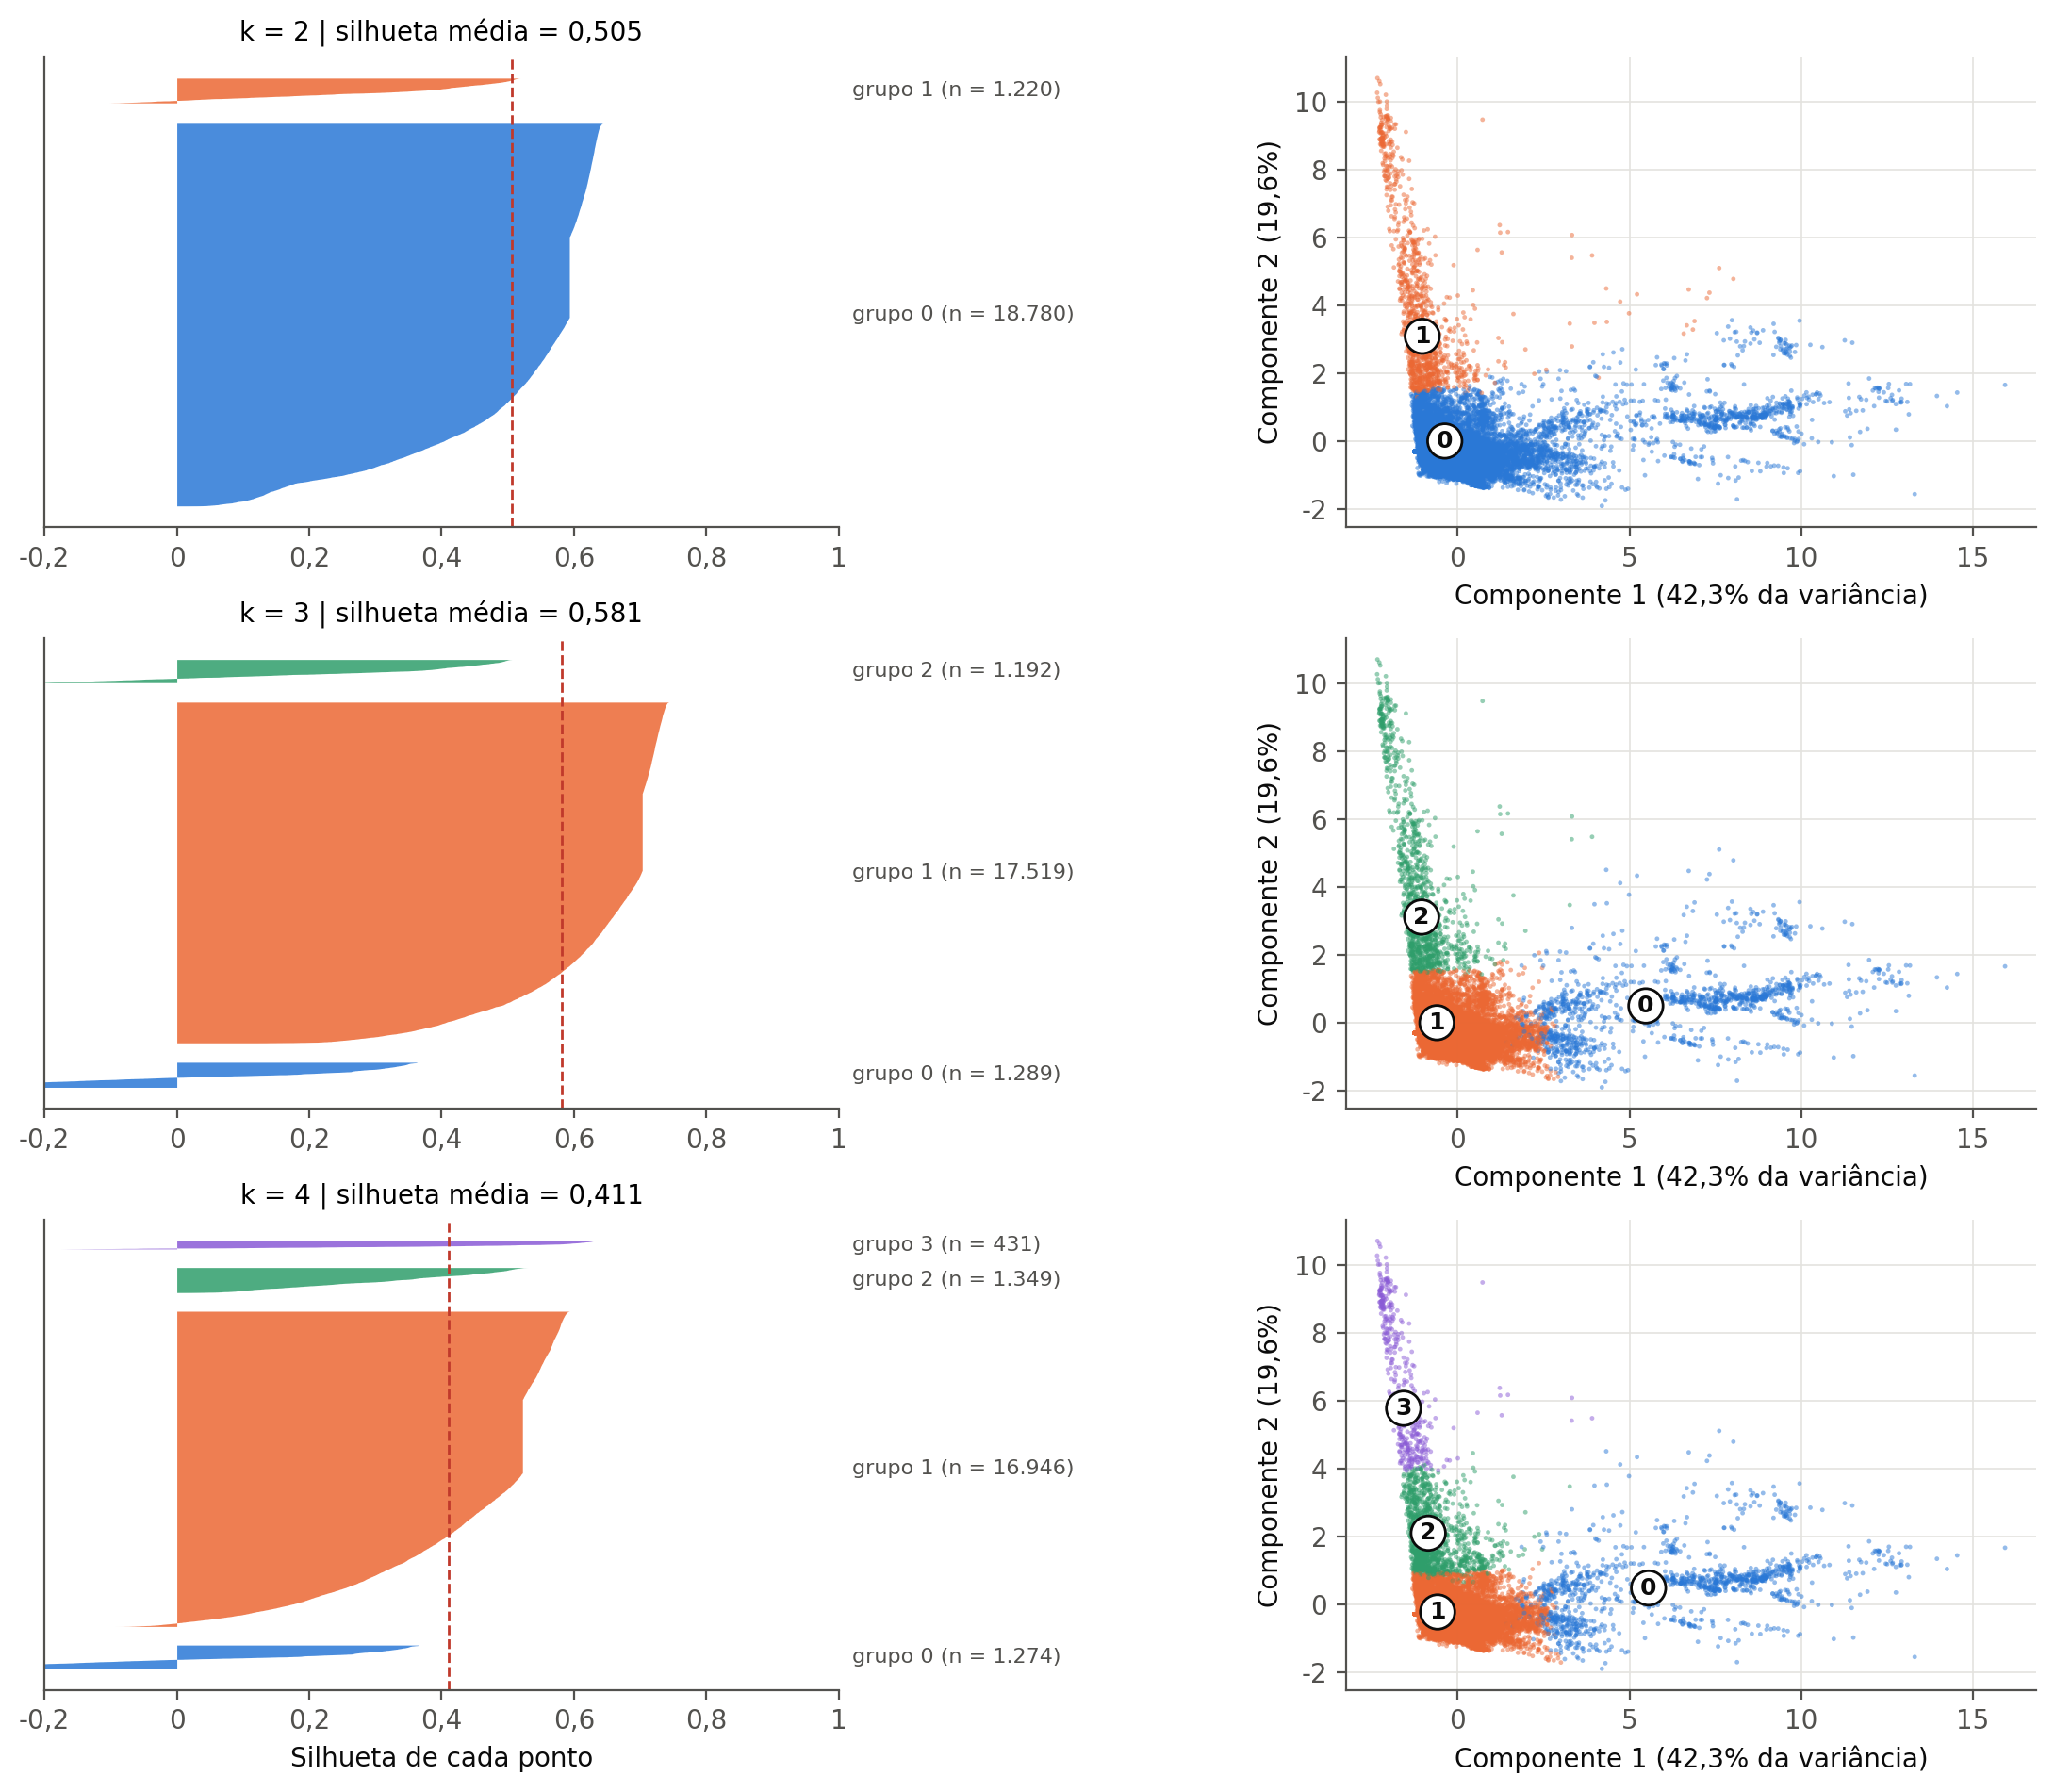 k = 2 | silhueta média = 0,505
grupo 1 (n = 1.220)
grupo 0 (n = 18.780)
-0,2 0 0,2 0,4 0,6 0,8 1
10
8
6
4
2
0
-2
Componente 2 (19,6%)
0 1
0 5 10 15
Componente 1 (42,3% da variância)
k = 3 | silhueta média = 0,581
grupo 2 (n = 1.192)
grupo 1 (n = 17.519)
grupo 0 (n = 1.289)
-0,2 0 0,2 0,4 0,6 0,8 1
10
8
6
4
2
0
-2
Componente 2 (19,6%)
2
1
0
0 5 10 15
Componente 1 (42,3% da variância)
k = 4 | silhueta média = 0,411
grupo 3 (n = 431)
grupo 2 (n = 1.349)
grupo 1 (n = 16.946)
grupo 0 (n = 1.274)
-0,2 0 0,2 0,4 0,6 0,8 1
Silhueta de cada ponto
10
8
6
4
2
0
-2
Componente 2 (19,6%)
3
2
1
0
0 5 10 15
Componente 1 (42,3% da variância)